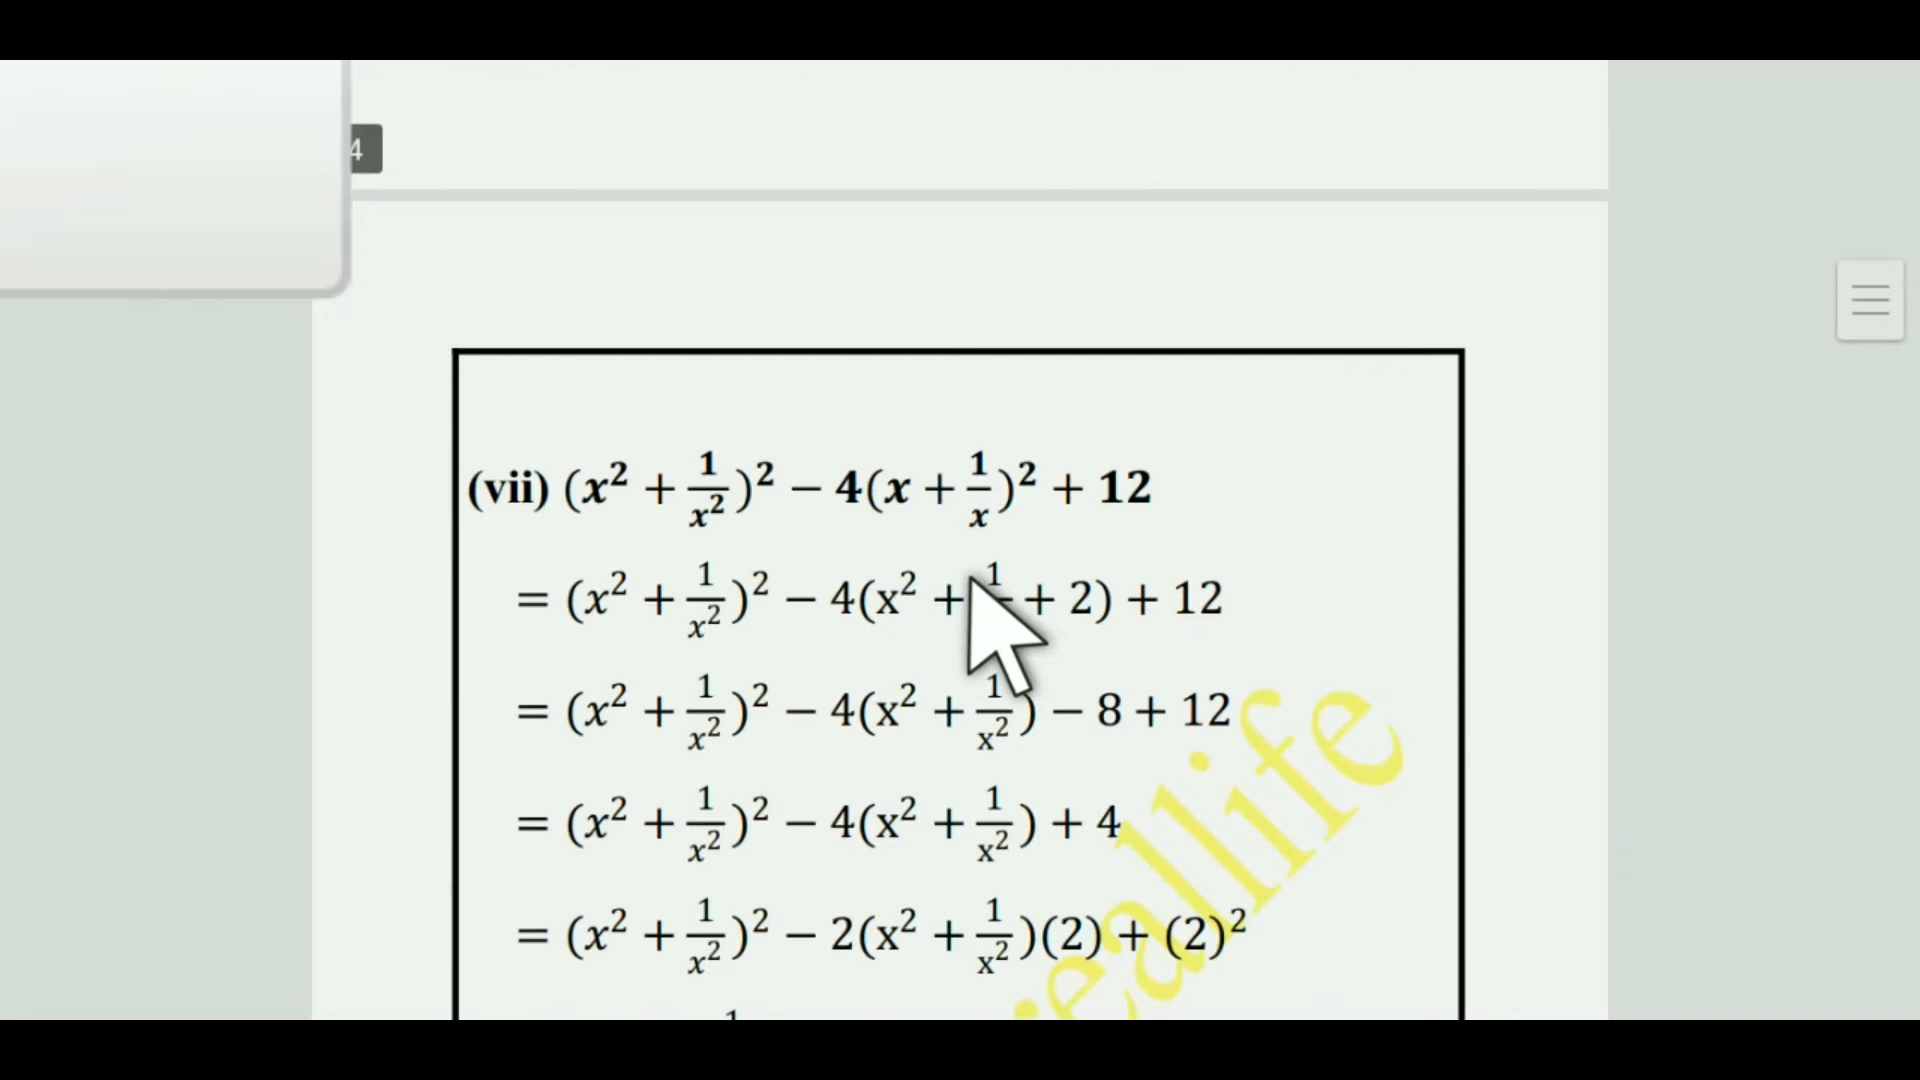 4
(vii) (x² + 1/x²)² − 4(x + 1/x)² + 12
= (x² + 1/x²)² − 4(x² + 1 + 2) + 12
= (x² + 1/x²)² − 4(x² + 1/x²) − 8 + 12
= (x² + 1/x²)² − 4(x² + 1/x²) + 4
= (x² + 1/x²)² − 2(x² + 1/x²)(2) + (2)²
1
eallife